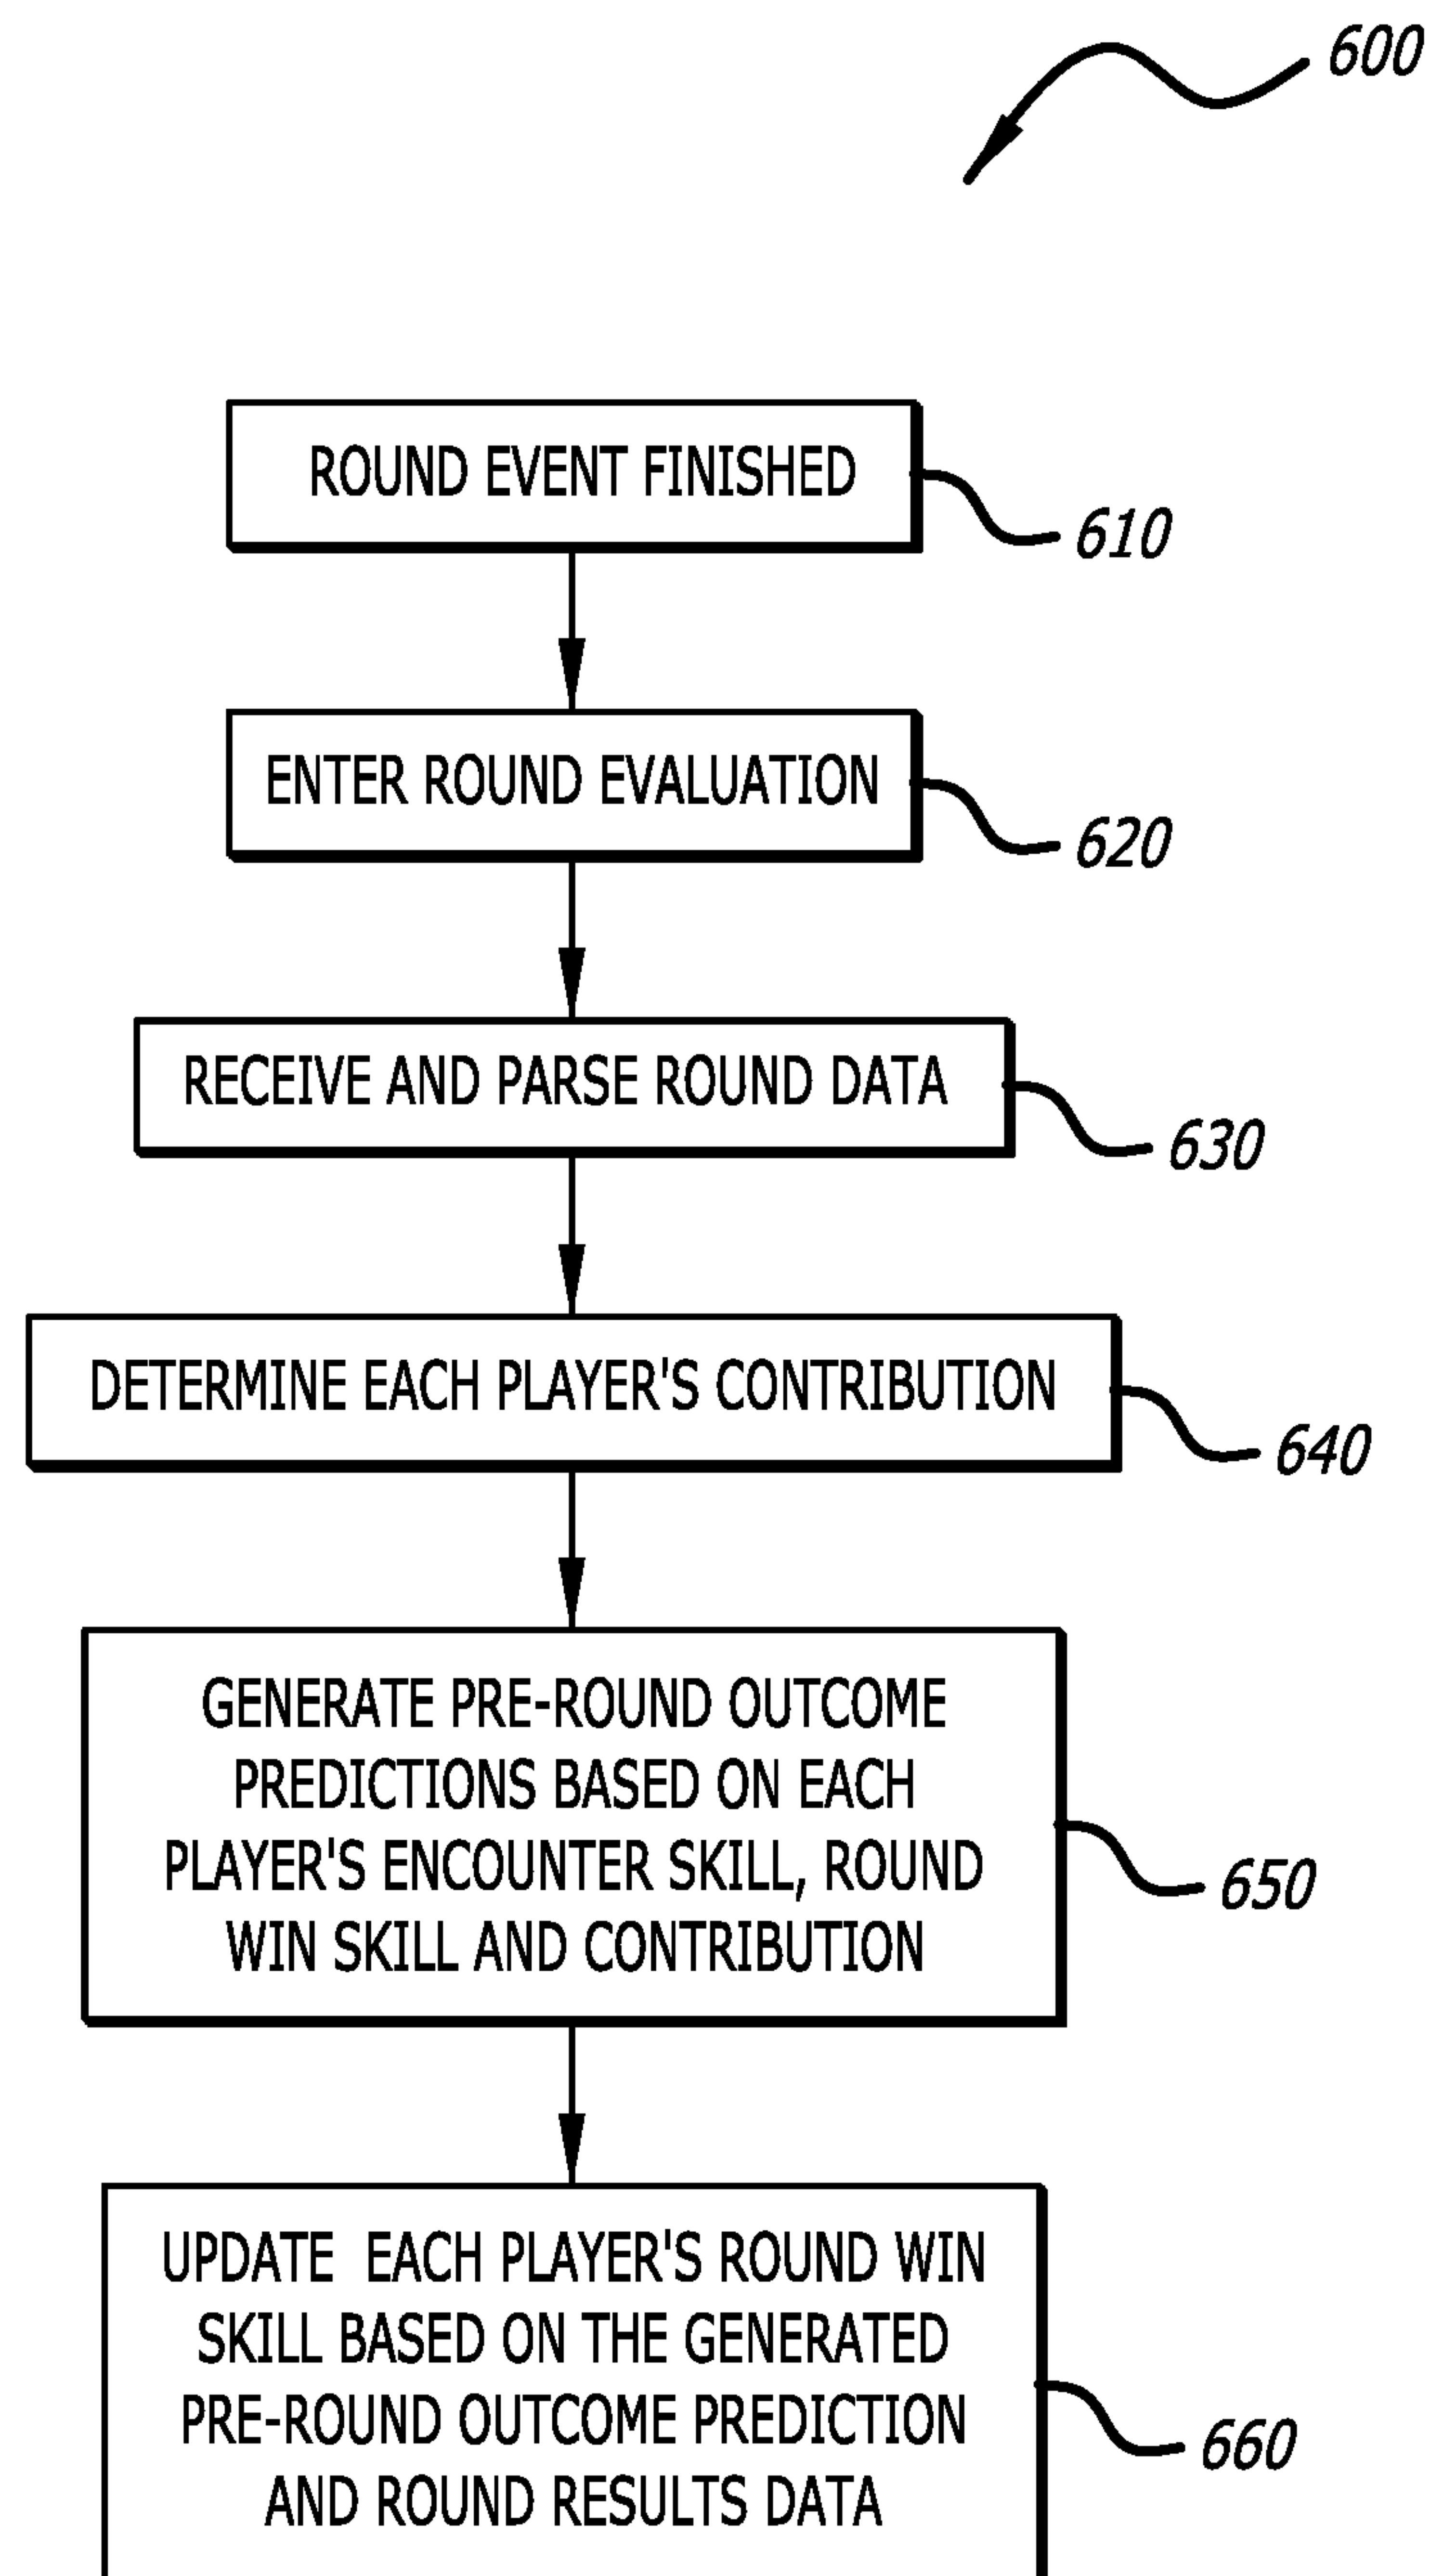 600
ROUND EVENT FINISHED
610
ENTER ROUND EVALUATION
620
RECEIVE AND PARSE ROUND DATA
630
DETERMINE EACH PLAYER'S CONTRIBUTION
640
GENERATE PRE-ROUND OUTCOME
PREDICTIONS BASED ON EACH
PLAYER'S ENCOUNTER SKILL, ROUND
WIN SKILL AND CONTRIBUTION
650
UPDATE EACH PLAYER'S ROUND WIN
SKILL BASED ON THE GENERATED
PRE-ROUND OUTCOME PREDICTION
AND ROUND RESULTS DATA
660